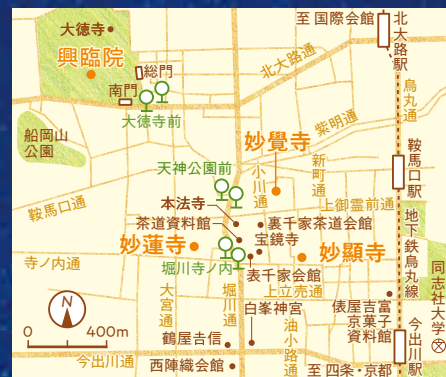 至 国際会館
北大路駅
大徳寺
興臨院
総門
南門
大徳寺前
北大路通
烏丸通
船岡山
公園
紫明通
鞍馬口駅
天神公園前
妙覺寺
小川通
新町通
鞍馬口通
本法寺
上御霊前通
茶道資料館
裏千家茶道会館
宝鏡寺
妙蓮寺
妙顯寺
地下鉄烏丸線
同志社大学 文
寺ノ内通
堀川寺ノ内
表千家会館
上立売通
大宮通
堀川通
白峯神宮
油小路通
俵屋吉富
京菓子
資料館
N
0 400m
鶴屋𠮷信
今出川駅
今出川通
西陣織会館
至 四条・京都